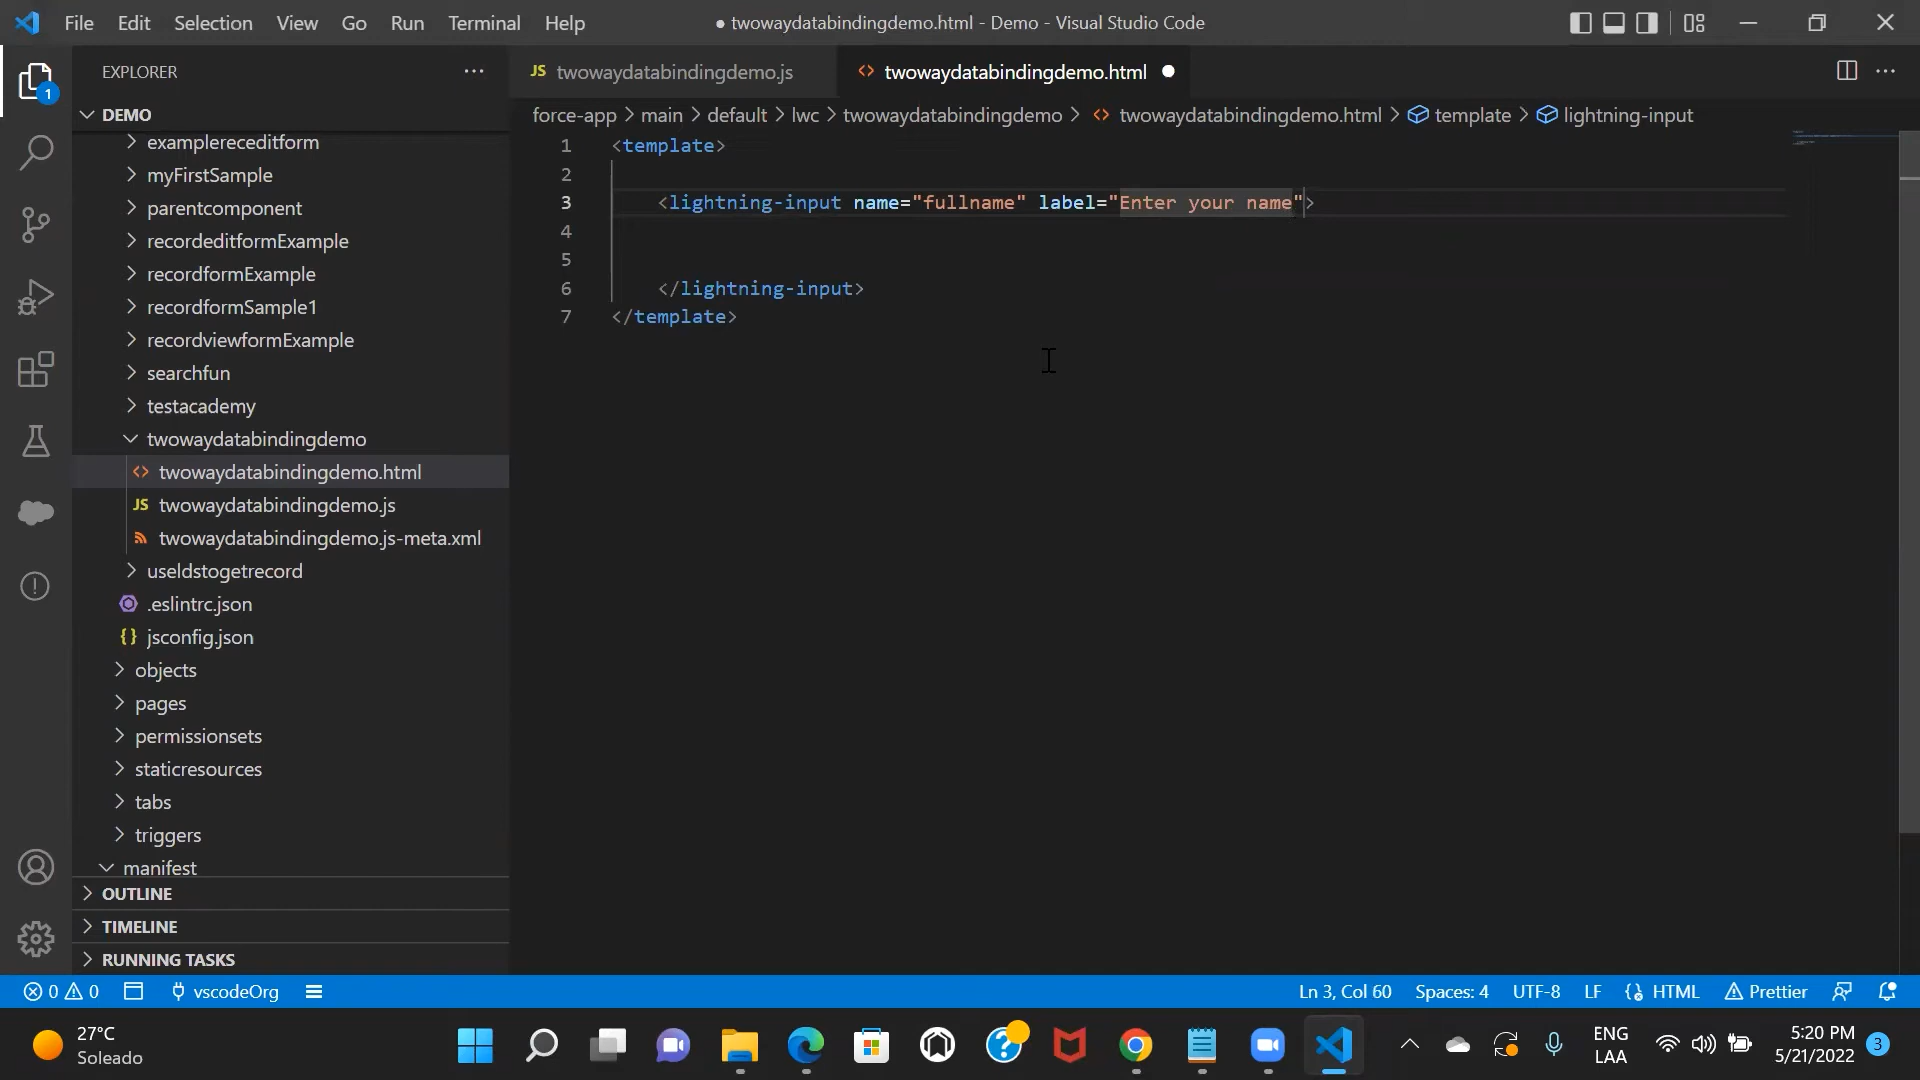 File Edit Selection View Go Run Terminal Help
● twowaydatabindingdemo.html - Demo - Visual Studio Code
EXPLORER
JS twowaydatabindingdemo.js
<> twowaydatabindingdemo.html ●
1
DEMO
force-app > main > default > lwc > twowaydatabindingdemo > <> twowaydatabindingdemo.html > template > lightning-input
examplereceditform
myFirstSample
parentcomponent
recordeditformExample
recordformExample
recordformSample1
recordviewformExample
searchfun
testacademy
twowaydatabindingdemo
<> twowaydatabindingdemo.html
JS twowaydatabindingdemo.js
twowaydatabindingdemo.js-meta.xml
useldstogetrecord
.eslintrc.json
{} jsconfig.json
objects
pages
permissionsets
staticresources
tabs
triggers
manifest
OUTLINE
TIMELINE
RUNNING TASKS
1 <template>
2
3 <lightning-input name="fullname" label="Enter your name">
4
5
6 </lightning-input>
7 </template>
0 0 vscodeOrg
Ln 3, Col 60 Spaces: 4 UTF-8 LF HTML Prettier
27°C
Soleado
ENG
LAA
5:20 PM
5/21/2022
3